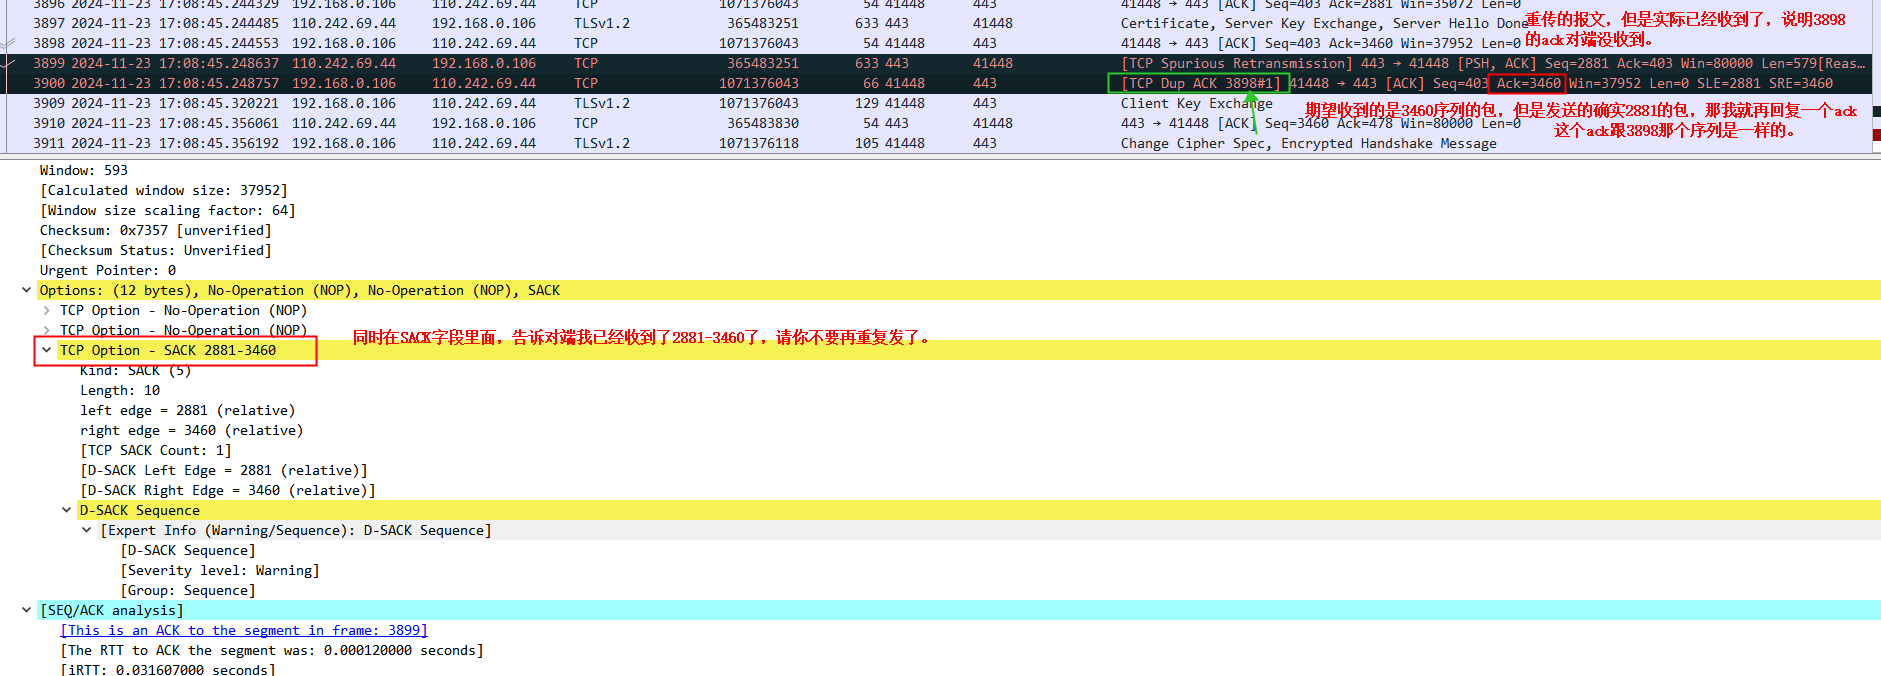 3896 2024-11-23 17:08:45.244329 192.168.0.106 110.242.69.44 TCP 1071376043 54 41448 443 41448 → 443 [ACK] Seq=403 Ack=2881 Win=35072 Len=0
3897 2024-11-23 17:08:45.244485 110.242.69.44 192.168.0.106 TLSv1.2 365483251 633 443 41448 Certificate, Server Key Exchange, Server Hello Done
重传的报文，但是实际已经收到了，说明3898
的ack对端没收到。
3898 2024-11-23 17:08:45.244553 192.168.0.106 110.242.69.44 TCP 1071376043 54 41448 443 41448 → 443 [ACK] Seq=403 Ack=3460 Win=37952 Len=0
3899 2024-11-23 17:08:45.248637 110.242.69.44 192.168.0.106 TCP 365483251 633 443 41448 [TCP Spurious Retransmission] 443 → 41448 [PSH, ACK] Seq=2881 Ack=403 Win=80000 Len=579[Reas…
3900 2024-11-23 17:08:45.248757 192.168.0.106 110.242.69.44 TCP 1071376043 66 41448 443 [TCP Dup ACK 3898#1] 41448 → 443 [ACK] Seq=403 Ack=3460 Win=37952 Len=0 SLE=2881 SRE=3460
3909 2024-11-23 17:08:45.320221 192.168.0.106 110.242.69.44 TLSv1.2 1071376043 129 41448 443 Client Key Exchange
期望收到的是3460序列的包，但是发送的确实2881的包，那我就再回复一个ack
这个ack跟3898那个序列是一样的。
3910 2024-11-23 17:08:45.356061 110.242.69.44 192.168.0.106 TCP 365483830 54 443 41448 443 → 41448 [ACK] Seq=3460 Ack=478 Win=80000 Len=0
3911 2024-11-23 17:08:45.356192 192.168.0.106 110.242.69.44 TLSv1.2 1071376118 105 41448 443 Change Cipher Spec, Encrypted Handshake Message
Window: 593
[Calculated window size: 37952]
[Window size scaling factor: 64]
Checksum: 0x7357 [unverified]
[Checksum Status: Unverified]
Urgent Pointer: 0
Options: (12 bytes), No-Operation (NOP), No-Operation (NOP), SACK
TCP Option - No-Operation (NOP)
TCP Option - No-Operation (NOP)
同时在SACK字段里面，告诉对端我已经收到了2881-3460了，请你不要再重复发了。
TCP Option - SACK 2881-3460
Kind: SACK (5)
Length: 10
left edge = 2881 (relative)
right edge = 3460 (relative)
[TCP SACK Count: 1]
[D-SACK Left Edge = 2881 (relative)]
[D-SACK Right Edge = 3460 (relative)]
D-SACK Sequence
[Expert Info (Warning/Sequence): D-SACK Sequence]
[D-SACK Sequence]
[Severity level: Warning]
[Group: Sequence]
[SEQ/ACK analysis]
[This is an ACK to the segment in frame: 3899]
[The RTT to ACK the segment was: 0.000120000 seconds]
[iRTT: 0.031607000 seconds]